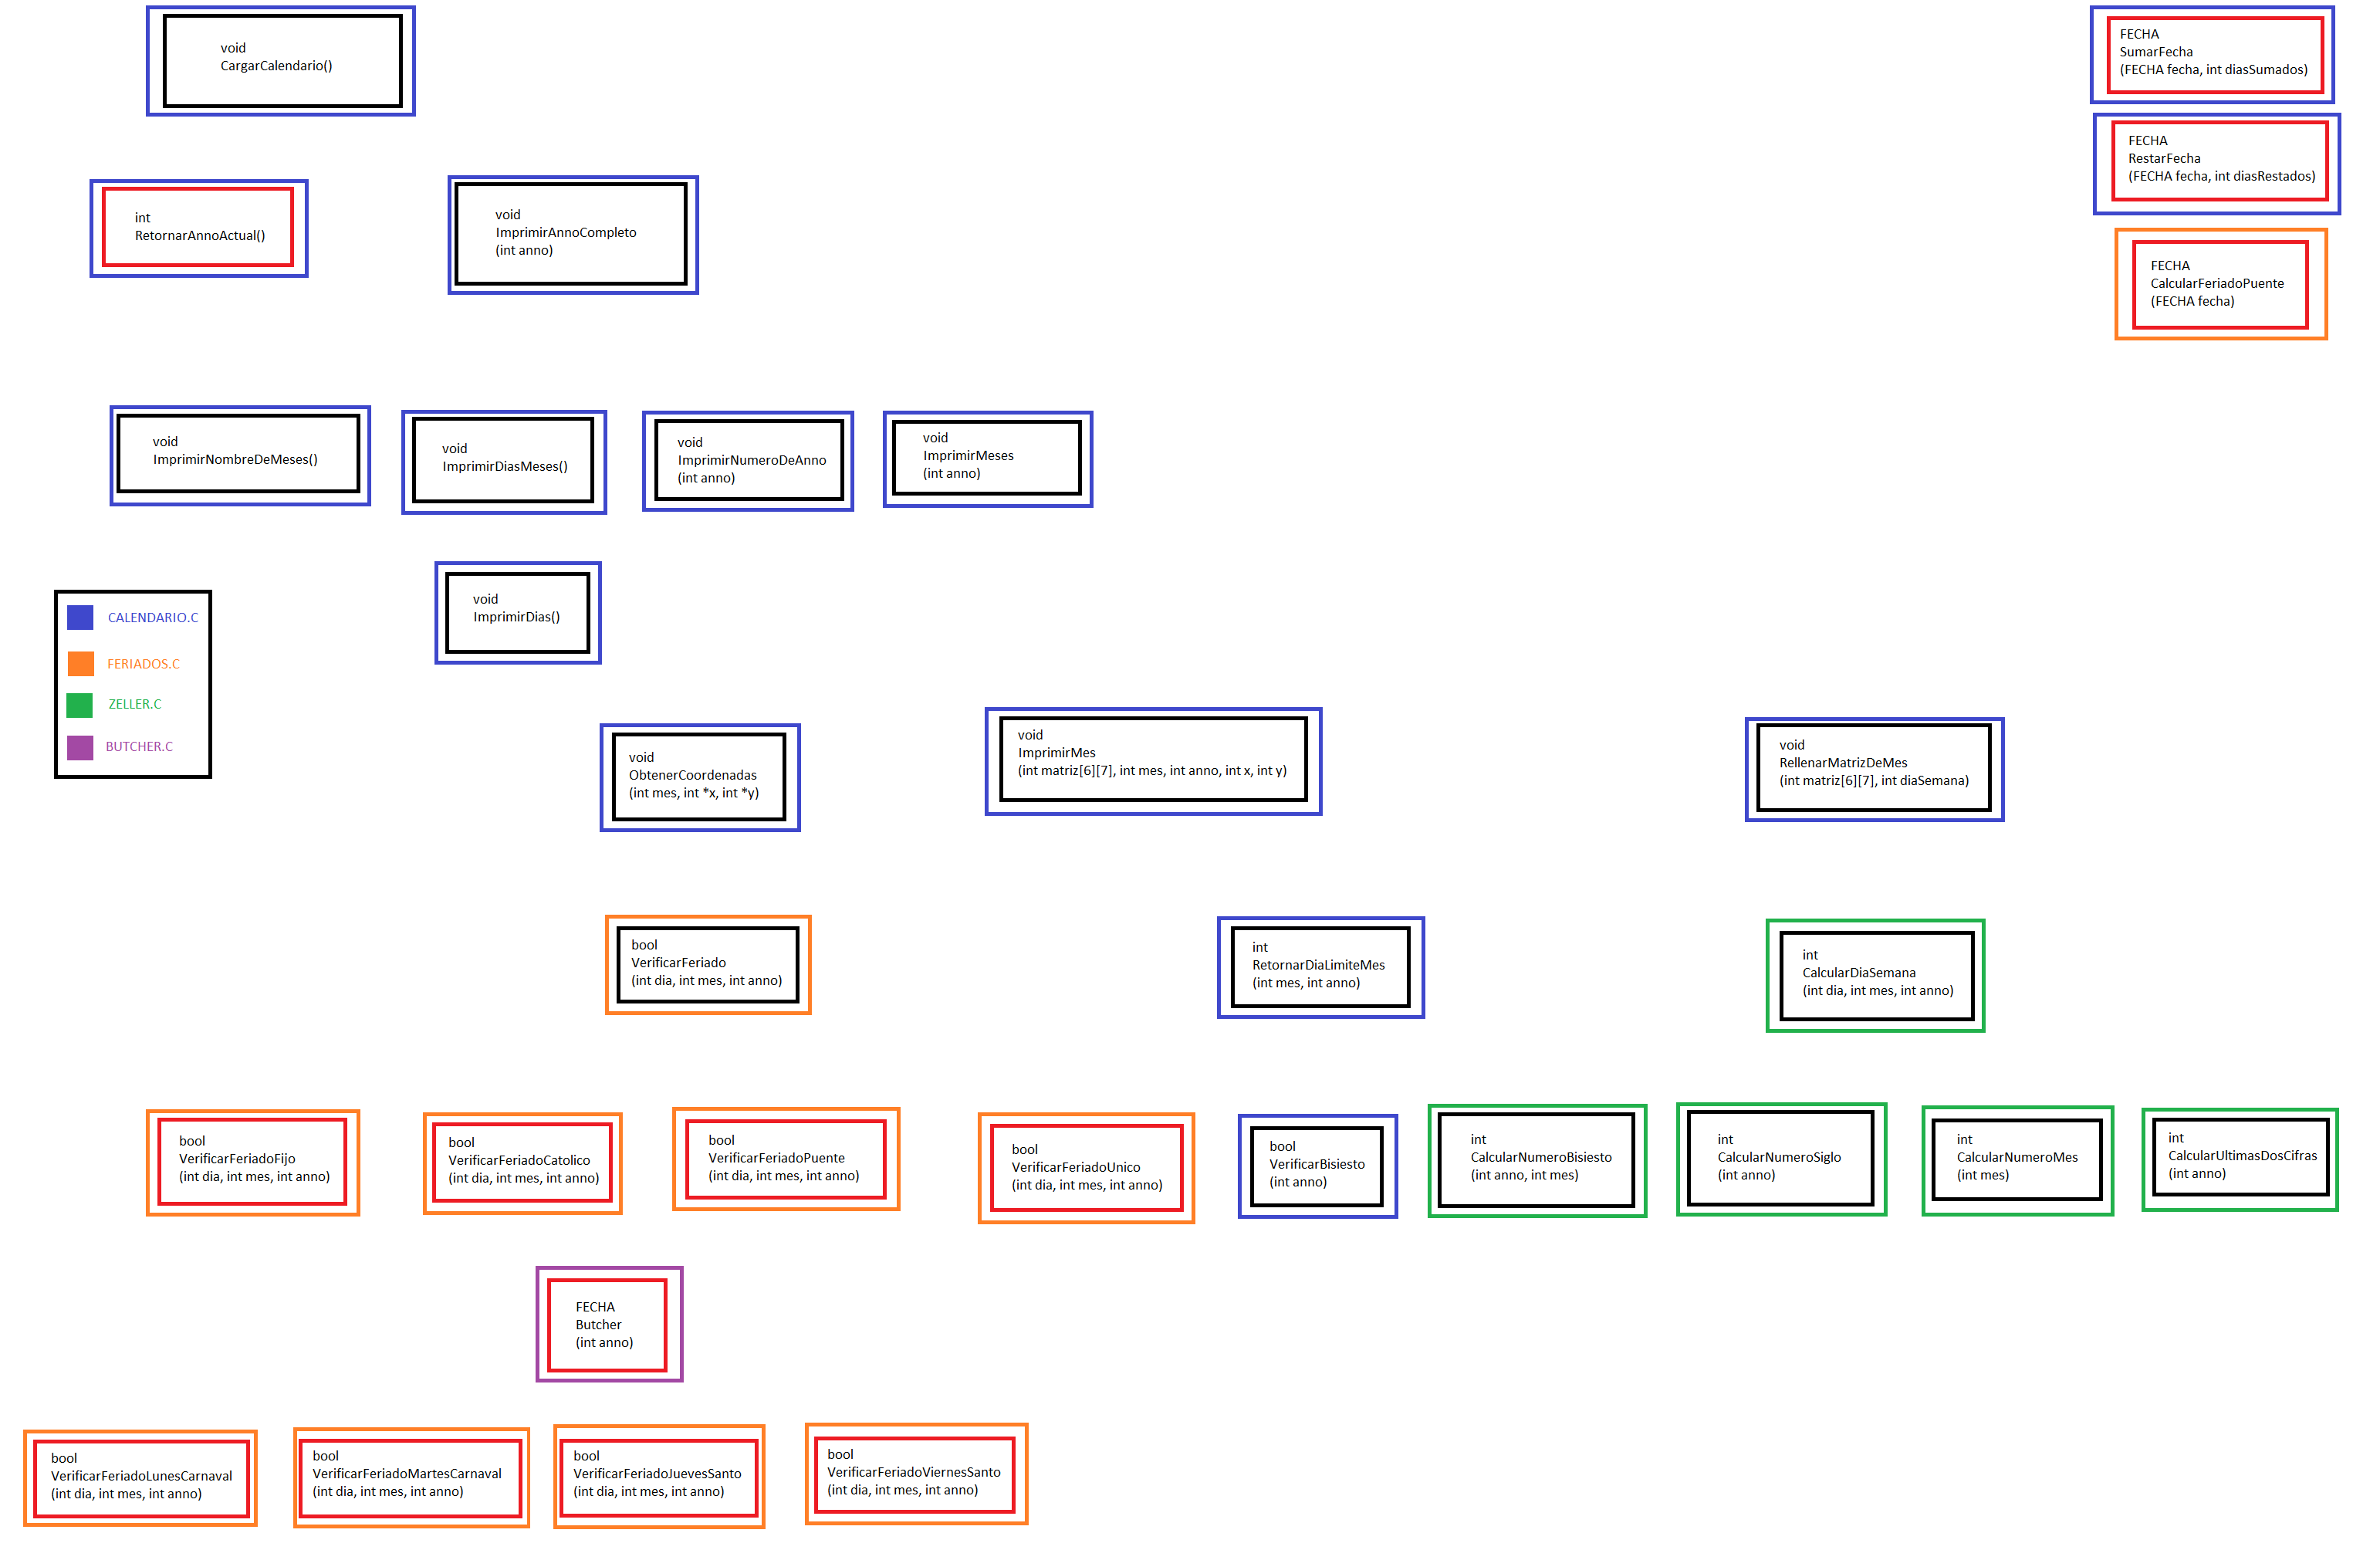 void
CargarCalendario()
FECHA
SumarFecha
(FECHA fecha, int diasSumados)
FECHA
RestarFecha
(FECHA fecha, int diasRestados)
int
RetornarAnnoActual()
void
ImprimirAnnoCompleto
(int anno)
FECHA
CalcularFeriadoPuente
(FECHA fecha)
void
ImprimirNombreDeMeses()
void
ImprimirDiasMeses()
void
ImprimirNumeroDeAnno
(int anno)
void
ImprimirMeses
(int anno)
void
ImprimirDias()
CALENDARIO.C
FERIADOS.C
ZELLER.C
BUTCHER.C
void
ObtenerCoordenadas
(int mes, int *x, int *y)
void
ImprimirMes
(int matriz[6][7], int mes, int anno, int x, int y)
void
RellenarMatrizDeMes
(int matriz[6][7], int diaSemana)
bool
VerificarFeriado
(int dia, int mes, int anno)
int
RetornarDiaLimiteMes
(int mes, int anno)
int
CalcularDiaSemana
(int dia, int mes, int anno)
bool
VerificarFeriadoFijo
(int dia, int mes, int anno)
bool
VerificarFeriadoCatolico
(int dia, int mes, int anno)
bool
VerificarFeriadoPuente
(int dia, int mes, int anno)
bool
VerificarFeriadoUnico
(int dia, int mes, int anno)
bool
VerificarBisiesto
(int anno)
int
CalcularNumeroBisiesto
(int anno, int mes)
int
CalcularNumeroSiglo
(int anno)
int
CalcularNumeroMes
(int mes)
int
CalcularUltimasDosCifras
(int anno)
FECHA
Butcher
(int anno)
bool
VerificarFeriadoLunesCarnaval
(int dia, int mes, int anno)
bool
VerificarFeriadoMartesCarnaval
(int dia, int mes, int anno)
bool
VerificarFeriadoJuevesSanto
(int dia, int mes, int anno)
bool
VerificarFeriadoViernesSanto
(int dia, int mes, int anno)